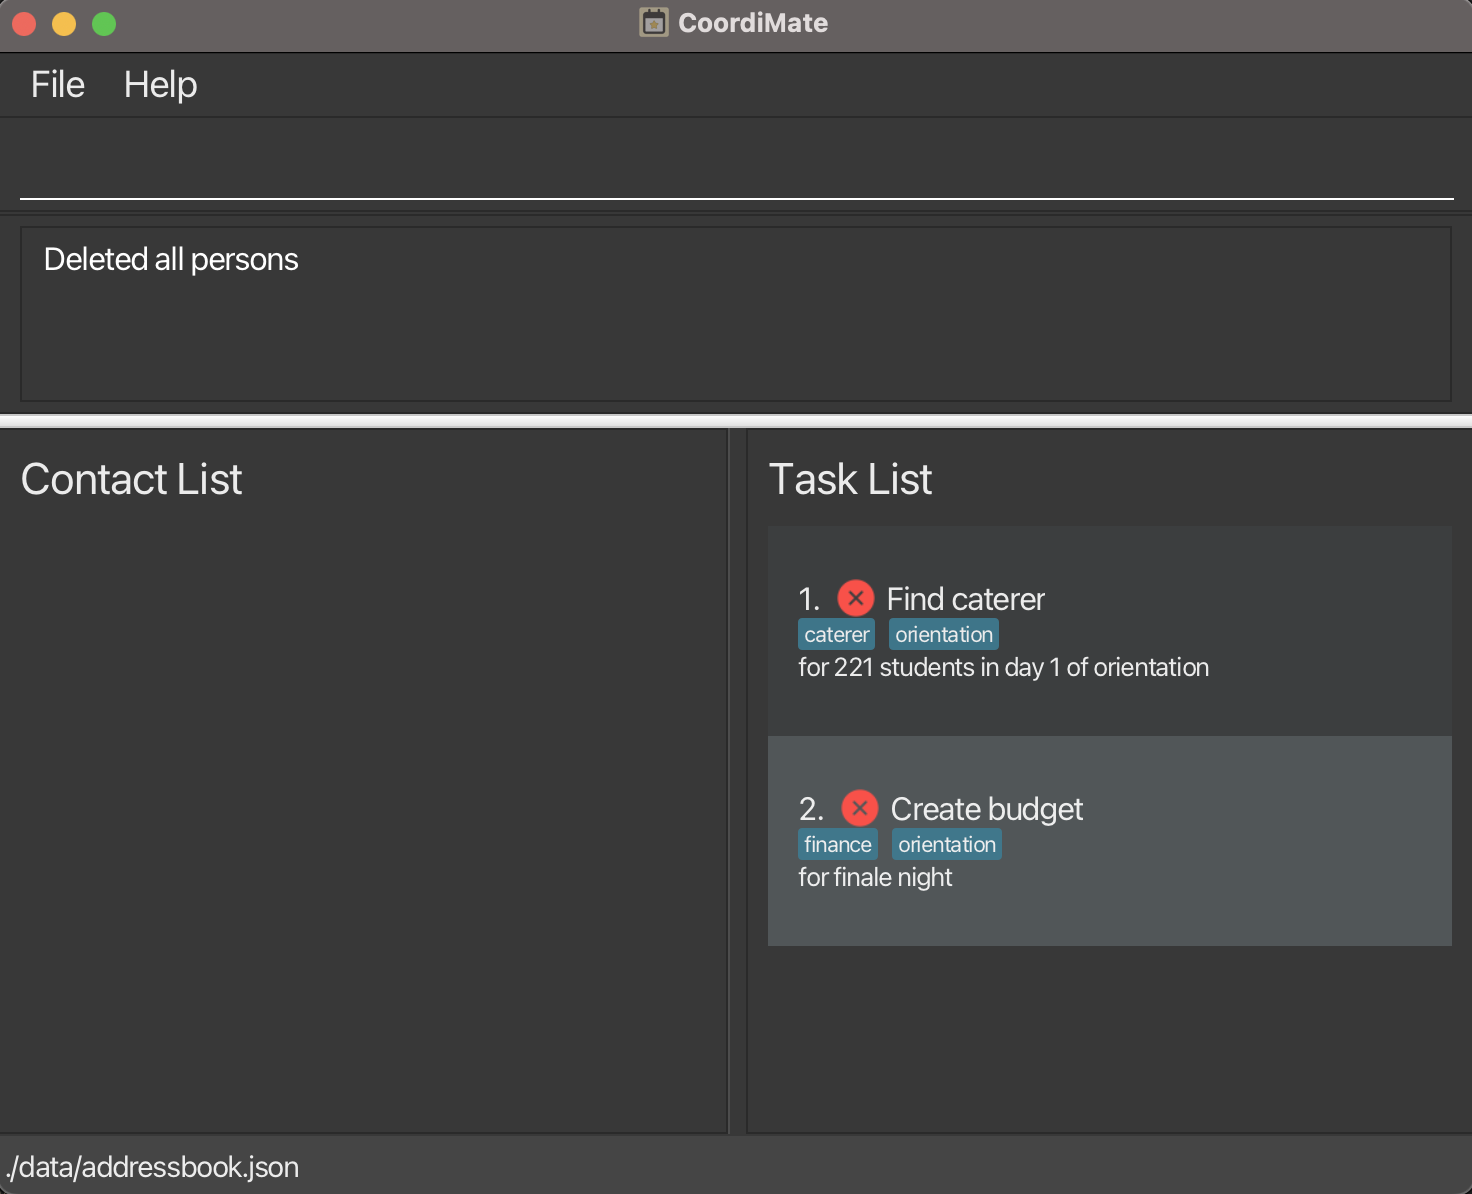 CoordiMate
File Help
Deleted all persons
Contact List
Task List
1. Find caterer
caterer orientation
for 221 students in day 1 of orientation
2. Create budget
finance orientation
for finale night
./data/addressbook.json